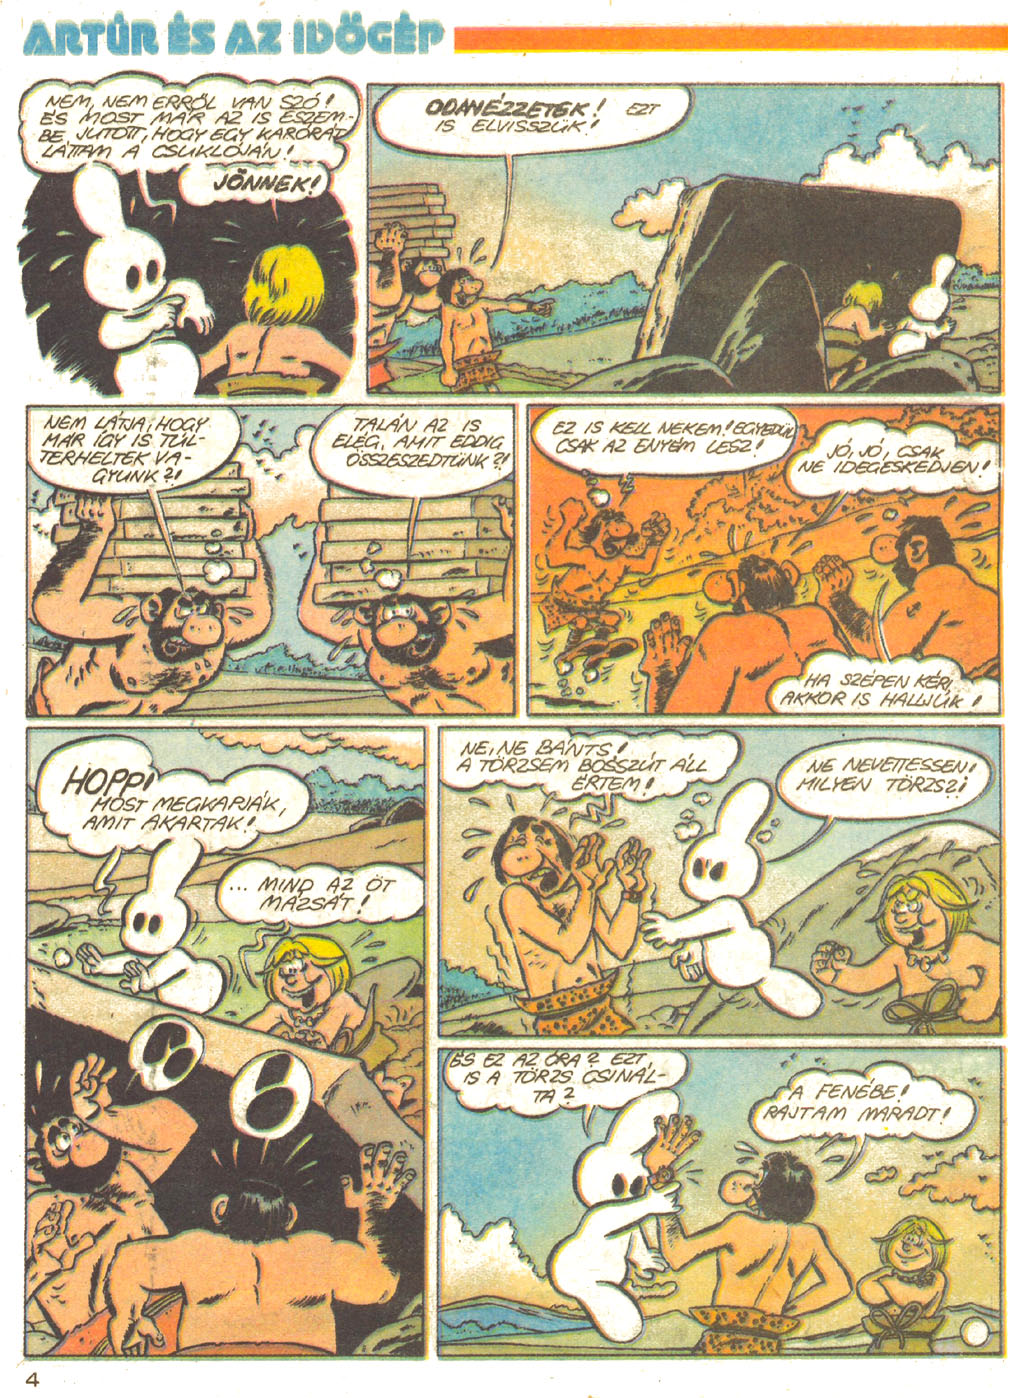 ARTÚR ÉS AZ IDŐGÉP
NEM, NEM ERRŐL VAN SZÓ!
ÉS MOST MÁR AZ IS ESZEM-
BE JUTOTT, HOGY EGY KARÓRÁT
LÁTTAM A CSUKLÓJÁN!
JÖNNEK!
ODANÉZZETEK! EZT
IS ELVISSZÜK!
NEM LÁTJA, HOGY
MÁR ÍGY IS TÚL-
TERHELTEK VA-
GYUNK?!
TALÁN AZ IS
ELÉG, AMIT EDDIG
ÖSSZESZEDTÜNK?!
EZ IS KELL NEKEM! EGYEDÜL
CSAK AZ ENYÉM LESZ!
JÓ, JÓ, CSAK
NE IDEGESKEDJEN!
HA SZÉPEN KÉRI,
AKKOR IS HALLJUK!
HOPP!
MOST MEGKAPJÁK,
AMIT AKARTAK!
... MIND AZ ÖT
MÁZSÁT!
NE, NE BÁNTS!
A TÖRZSEM BOSSZÚT ÁLL
ÉRTEM!
NE NEVETTESSEN!
MILYEN TÖRZS?!
ÉS EZ AZ ÓRA? EZT
IS A TÖRZS CSINÁL-
TA?
A FENÉBE!
RAJTAM MARADT!
4